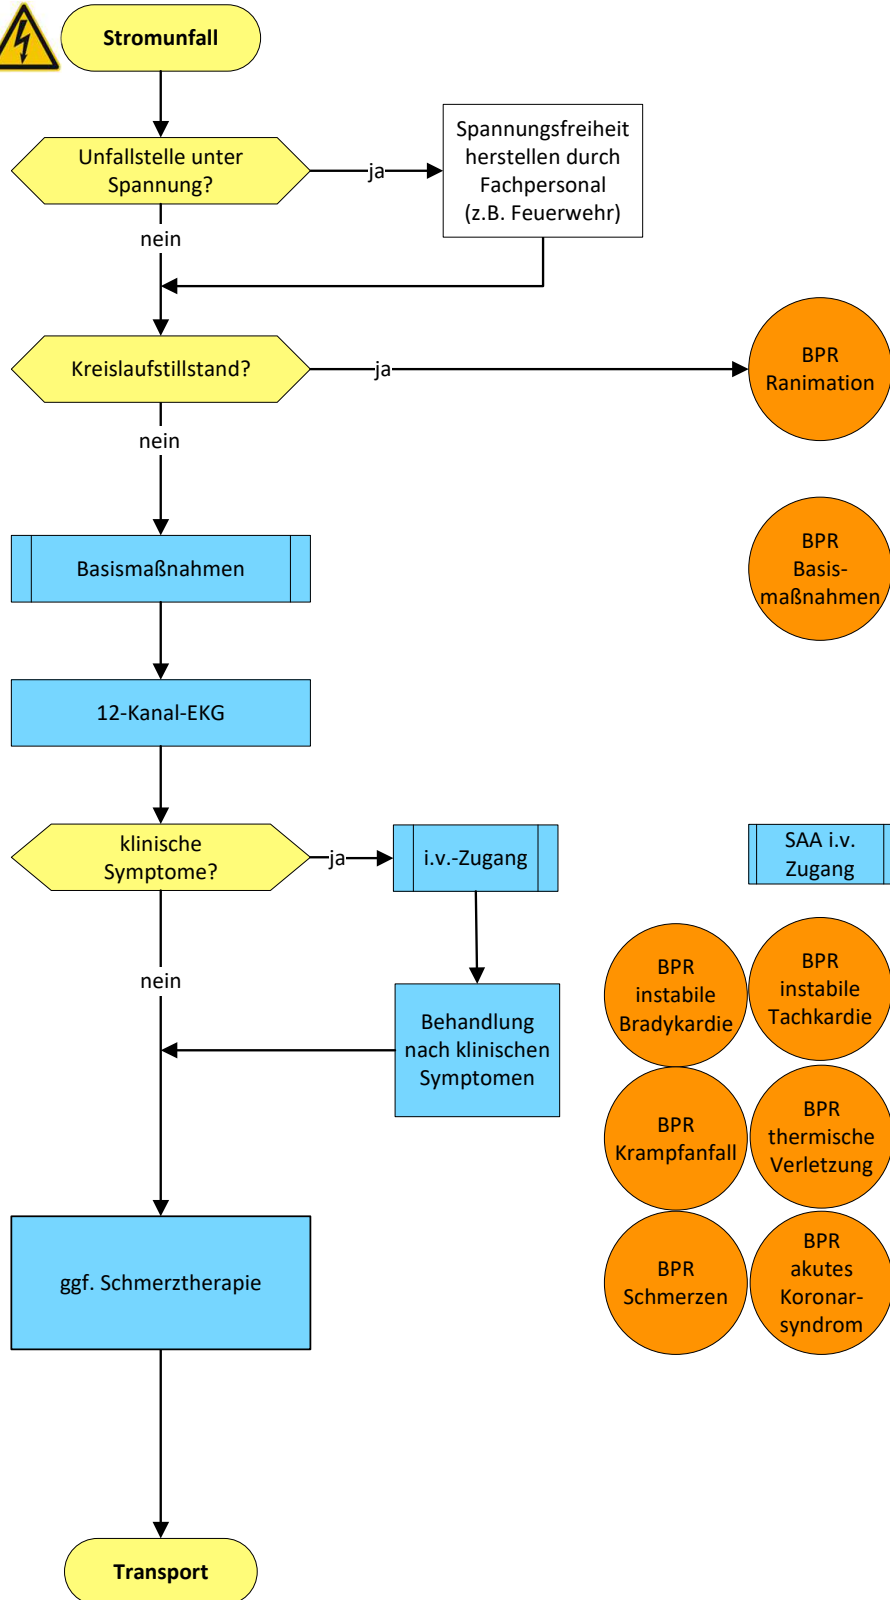 Stromunfall
Unfallstelle unter
Spannung?
ja
Spannungsfreiheit
herstellen durch
Fachpersonal
(z.B. Feuerwehr)
nein
Kreislaufstillstand?
ja
BPR
Ranimation
nein
Basismaßnahmen
BPR
Basis-
maßnahmen
12-Kanal-EKG
klinische
Symptome?
ja
i.v.-Zugang
SAA i.v.
Zugang
nein
Behandlung
nach klinischen
Symptomen
BPR
instabile
Bradykardie
BPR
instabile
Tachkardie
BPR
Krampfanfall
BPR
thermische
Verletzung
ggf. Schmerztherapie
BPR
Schmerzen
BPR
akutes
Koronar-
syndrom
Transport